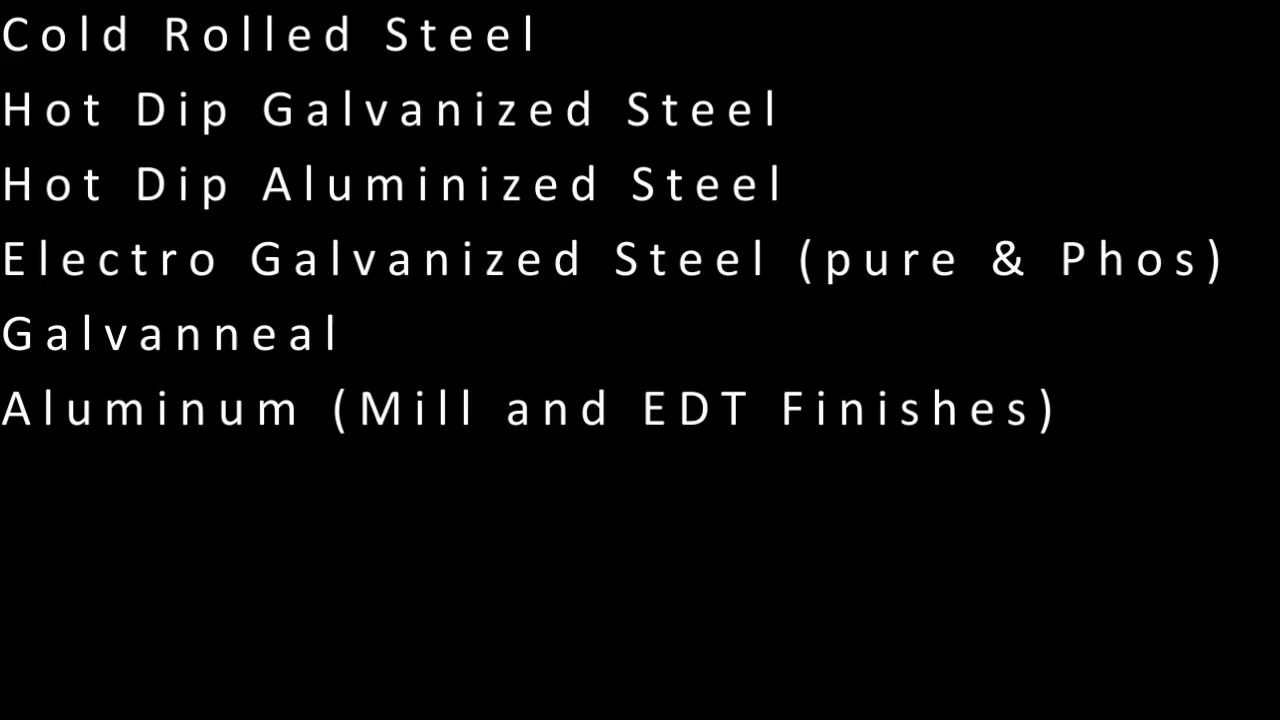 Cold Rolled Steel
Hot Dip Galvanized Steel
Hot Dip Aluminized Steel
Electro Galvanized Steel (pure & Phos)
Galvanneal
Aluminum (Mill and EDT Finishes)